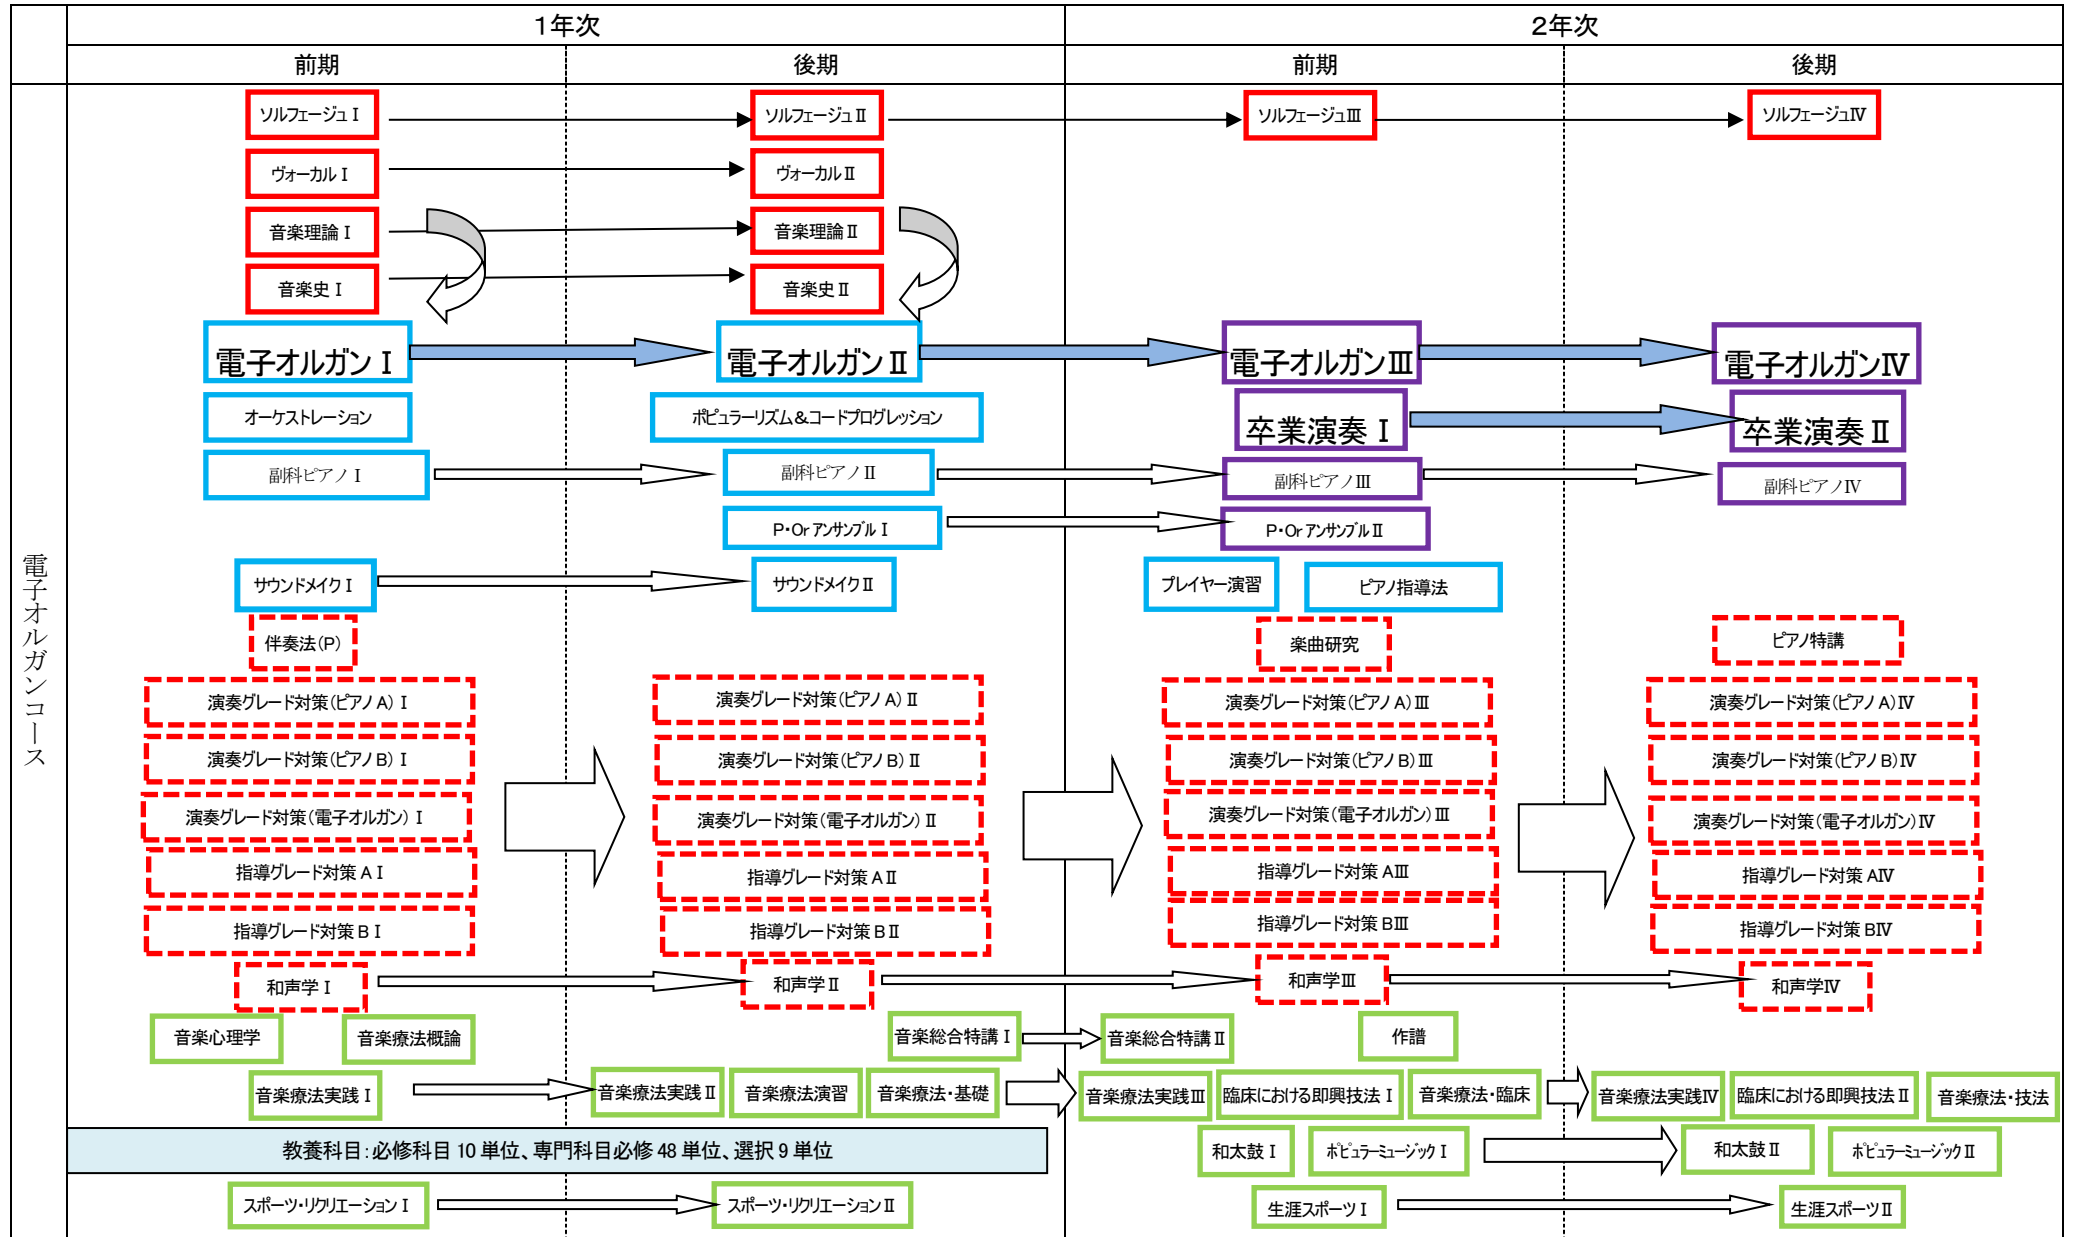 1年次
2年次
前期
後期
前期
後期
電子オルガンコース
ソルフェージュⅠ
ソルフェージュⅡ
ソルフェージュⅢ
ソルフェージュⅣ
ヴォーカルⅠ
ヴォーカルⅡ
音楽理論Ⅰ
音楽理論Ⅱ
音楽史Ⅰ
音楽史Ⅱ
電子オルガンⅠ
電子オルガンⅡ
電子オルガンⅢ
電子オルガンⅣ
オーケストレーション
ポピュラーリズム&コードプログレッション
卒業演奏Ⅰ
卒業演奏Ⅱ
副科ピアノⅠ
副科ピアノⅡ
副科ピアノⅢ
副科ピアノⅣ
P・OrアンサンブルⅠ
P・OrアンサンブルⅡ
サウンドメイクⅠ
サウンドメイクⅡ
プレイヤー演習
ピアノ指導法
伴奏法(P)
楽曲研究
ピアノ特講
演奏グレード対策(ピアノA)Ⅰ
演奏グレード対策(ピアノA)Ⅱ
演奏グレード対策(ピアノA)Ⅲ
演奏グレード対策(ピアノA)Ⅳ
演奏グレード対策(ピアノB)Ⅰ
演奏グレード対策(ピアノB)Ⅱ
演奏グレード対策(ピアノB)Ⅲ
演奏グレード対策(ピアノB)Ⅳ
演奏グレード対策(電子オルガン)Ⅰ
演奏グレード対策(電子オルガン)Ⅱ
演奏グレード対策(電子オルガン)Ⅲ
演奏グレード対策(電子オルガン)Ⅳ
指導グレード対策AⅠ
指導グレード対策AⅡ
指導グレード対策AⅢ
指導グレード対策AⅣ
指導グレード対策BⅠ
指導グレード対策BⅡ
指導グレード対策BⅢ
指導グレード対策BⅣ
和声学Ⅰ
和声学Ⅱ
和声学Ⅲ
和声学Ⅳ
音楽心理学
音楽療法概論
音楽総合特講Ⅰ
音楽総合特講Ⅱ
作譜
音楽療法実践Ⅰ
音楽療法実践Ⅱ
音楽療法演習
音楽療法・基礎
音楽療法実践Ⅲ
臨床における即興技法Ⅰ
音楽療法・臨床
音楽療法実践Ⅳ
臨床における即興技法Ⅱ
音楽療法・技法
教養科目:必修科目10単位、専門科目必修48単位、選択9単位
和太鼓Ⅰ
ポピュラーミュージックⅠ
和太鼓Ⅱ
ポピュラーミュージックⅡ
スポーツ・リクリエーションⅠ
スポーツ・リクリエーションⅡ
生涯スポーツⅠ
生涯スポーツⅡ